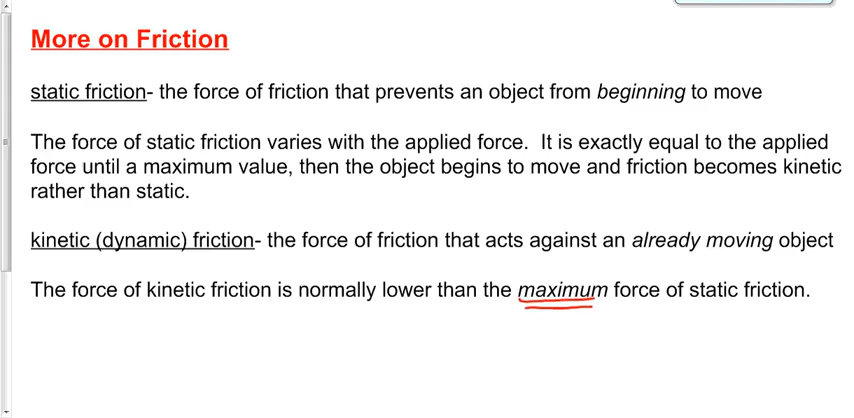 More on Friction
static friction- the force of friction that prevents an object from beginning to move
The force of static friction varies with the applied force.  It is exactly equal to the applied
force until a maximum value, then the object begins to move and friction becomes kinetic
rather than static.
kinetic (dynamic) friction- the force of friction that acts against an already moving object
The force of kinetic friction is normally lower than the maximum force of static friction.